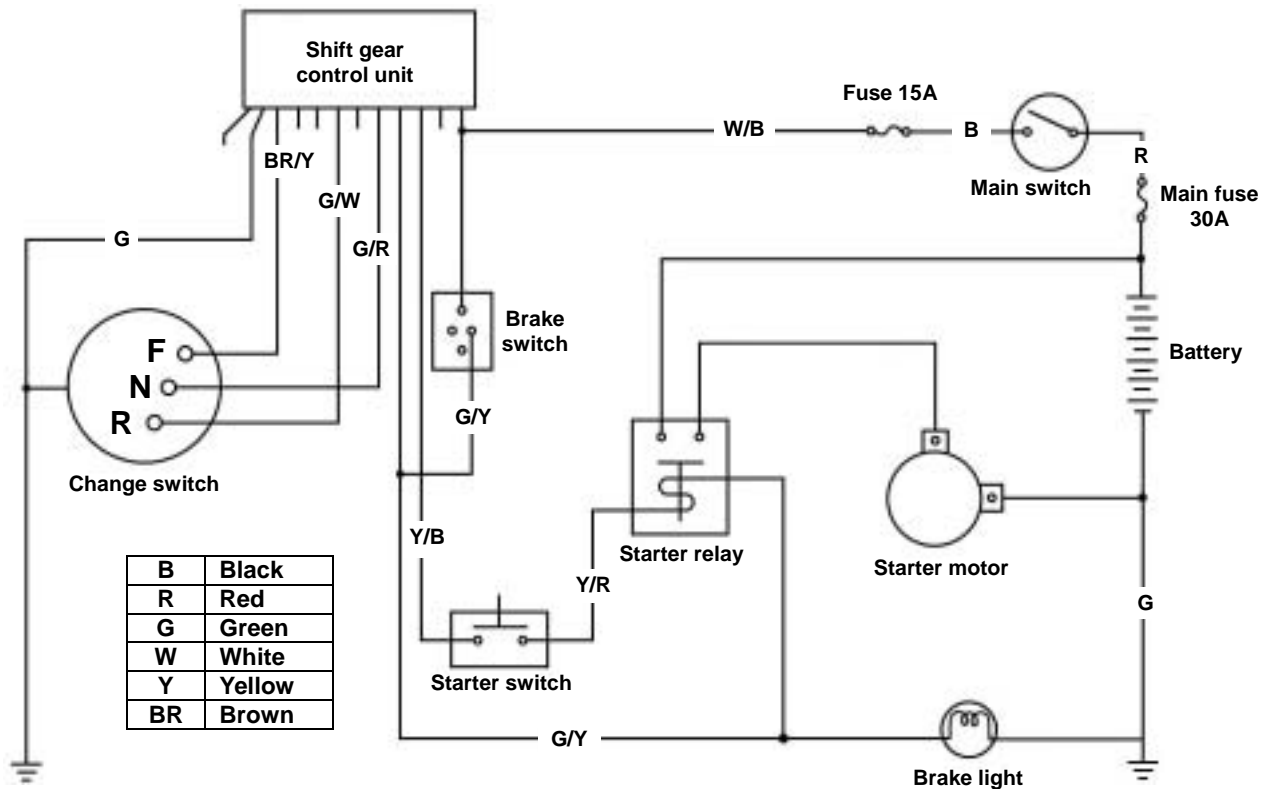 Shift gear
control unit
Fuse 15A
W/B
B
Main switch
R
Main fuse
30A
BR/Y
G/W
G/R
G
F
N
R
Change switch
Brake
switch
G/Y
Battery
Y/B
Starter relay
Y/R
Starter motor
G
Starter switch
B Black
R Red
G Green
W White
Y Yellow
BR Brown
G/Y
Brake light